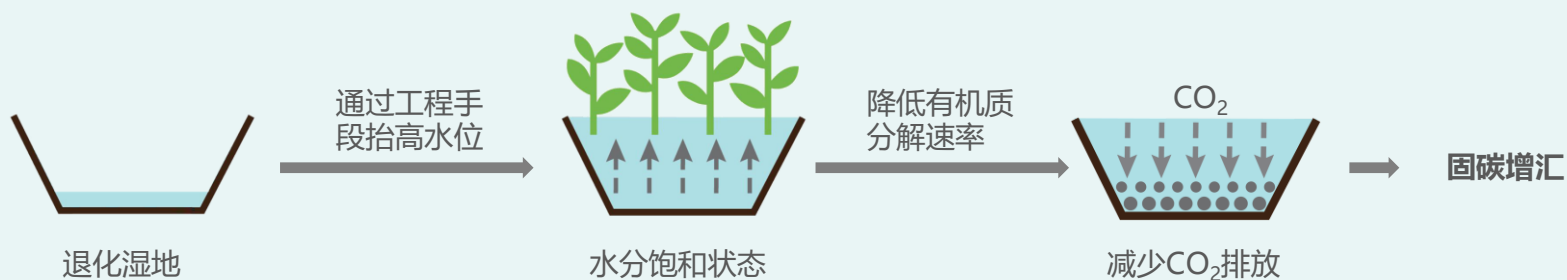 通过工程手
段抬高水位
降低有机质
分解速率
CO₂
固碳增汇
退化湿地
水分饱和状态
减少CO₂排放